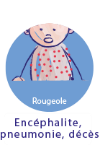 Rougeole
Encéphalite,
pneumonie, décès